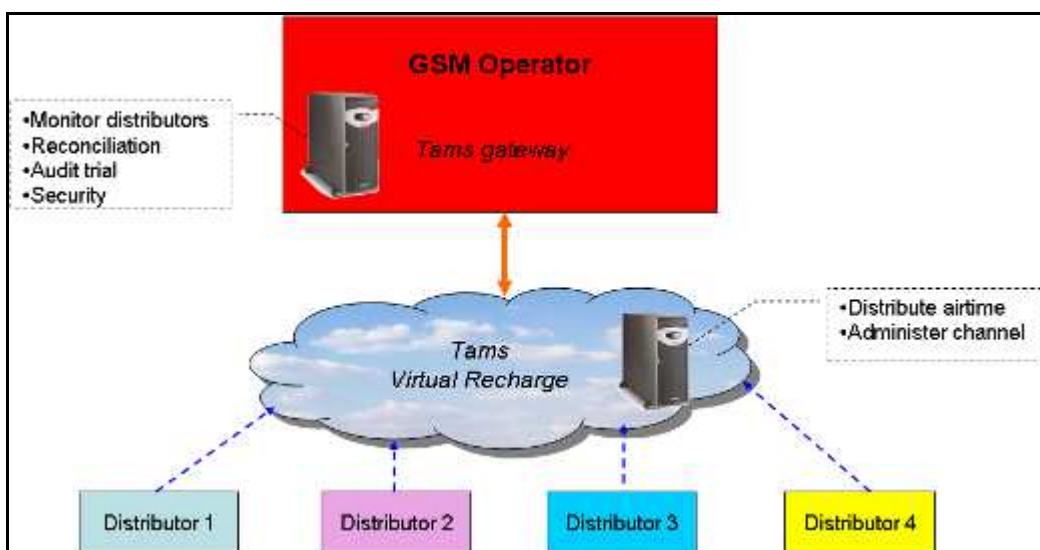 GSM Operator
Tams gateway
•Monitor distributors
•Reconciliation
•Audit trial
•Security
•Distribute airtime
•Administer channel
Tams
Virtual Recharge
Distributor 1
Distributor 2
Distributor 3
Distributor 4